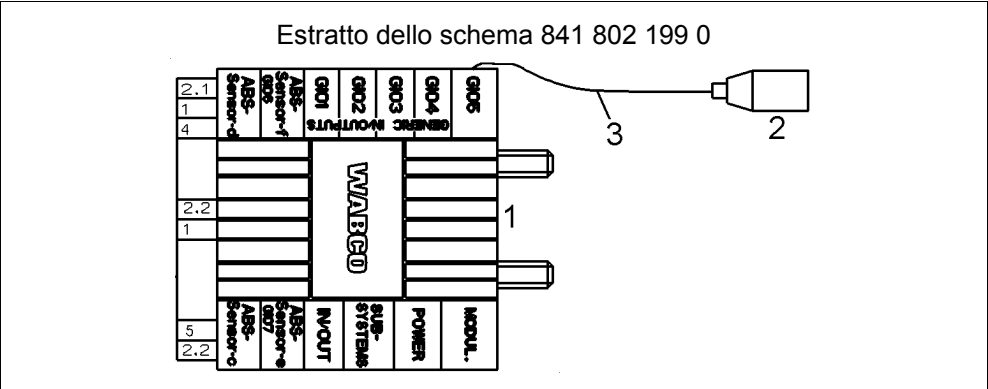 Estratto dello schema 841 802 199 0
2.1
1
4
2.2
1
5
2.2
ABS-
Sensor-d
ABS-
Sensor-f
GIO6
GIO1
GIO2
GIO3
GIO4
GIO5
GENERIC IN/OUTPUTS
WABCO
1
2
3
ABS-
Sensor-c
ABS-
Sensor-e
GIO7
IN/OUT
SUB-
SYSTEMS
POWER
MODUL.